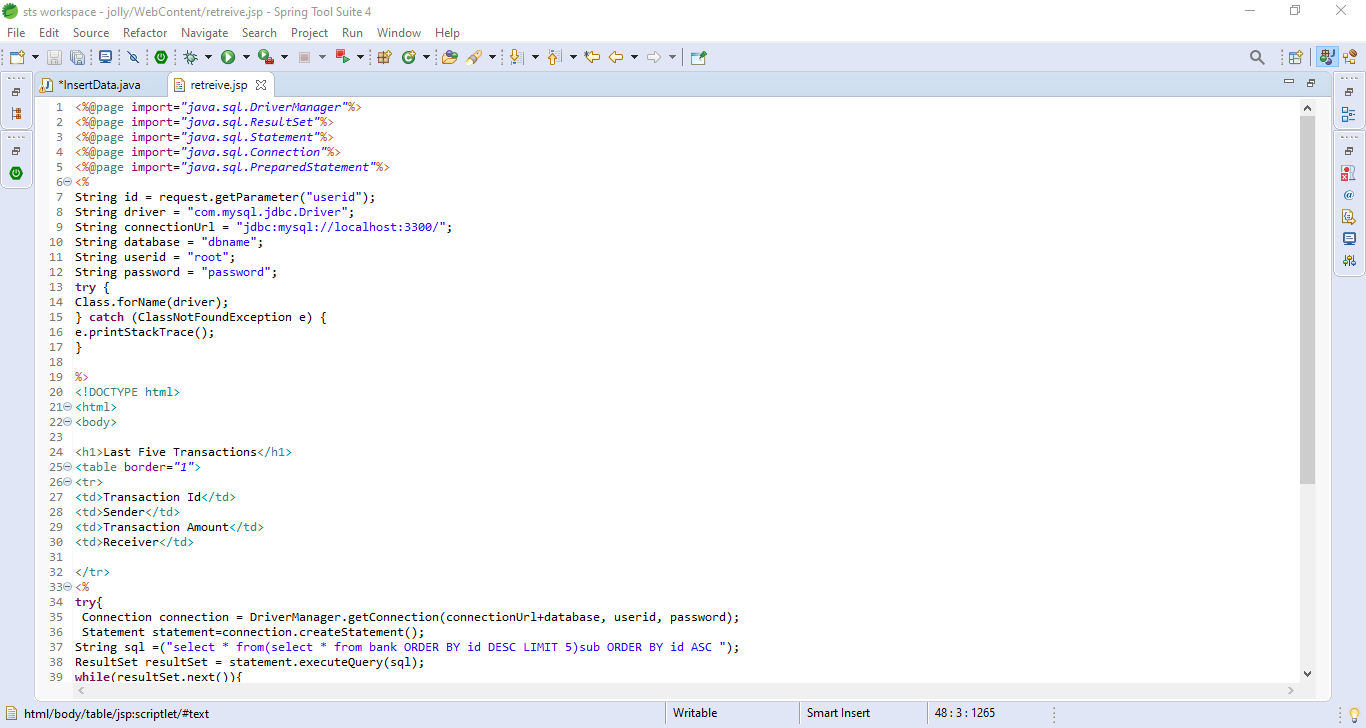 sts workspace - jolly/WebContent/retreive.jsp - Spring Tool Suite 4
File Edit Source Refactor Navigate Search Project Run Window Help
*InsertData.java retreive.jsp
1 <%@page import="java.sql.DriverManager"%>
2 <%@page import="java.sql.ResultSet"%>
3 <%@page import="java.sql.Statement"%>
4 <%@page import="java.sql.Connection"%>
5 <%@page import="java.sql.PreparedStatement"%>
6 <%
7 String id = request.getParameter("userid");
8 String driver = "com.mysql.jdbc.Driver";
9 String connectionUrl = "jdbc:mysql://localhost:3300/";
10 String database = "dbname";
11 String userid = "root";
12 String password = "password";
13 try {
14 Class.forName(driver);
15 } catch (ClassNotFoundException e) {
16 e.printStackTrace();
17 }
18
19 %>
20 <!DOCTYPE html>
21 <html>
22 <body>
23
24 <h1>Last Five Transactions</h1>
25 <table border="1">
26 <tr>
27 <td>Transaction Id</td>
28 <td>Sender</td>
29 <td>Transaction Amount</td>
30 <td>Receiver</td>
31
32 </tr>
33 <%
34 try{
35 Connection connection = DriverManager.getConnection(connectionUrl+database, userid, password);
36 Statement statement=connection.createStatement();
37 String sql =("select * from(select * from bank ORDER BY id DESC LIMIT 5)sub ORDER BY id ASC ");
38 ResultSet resultSet = statement.executeQuery(sql);
39 while(resultSet.next()){
html/body/table/jsp:scriptlet/#text Writable Smart Insert 48 : 3 : 1265